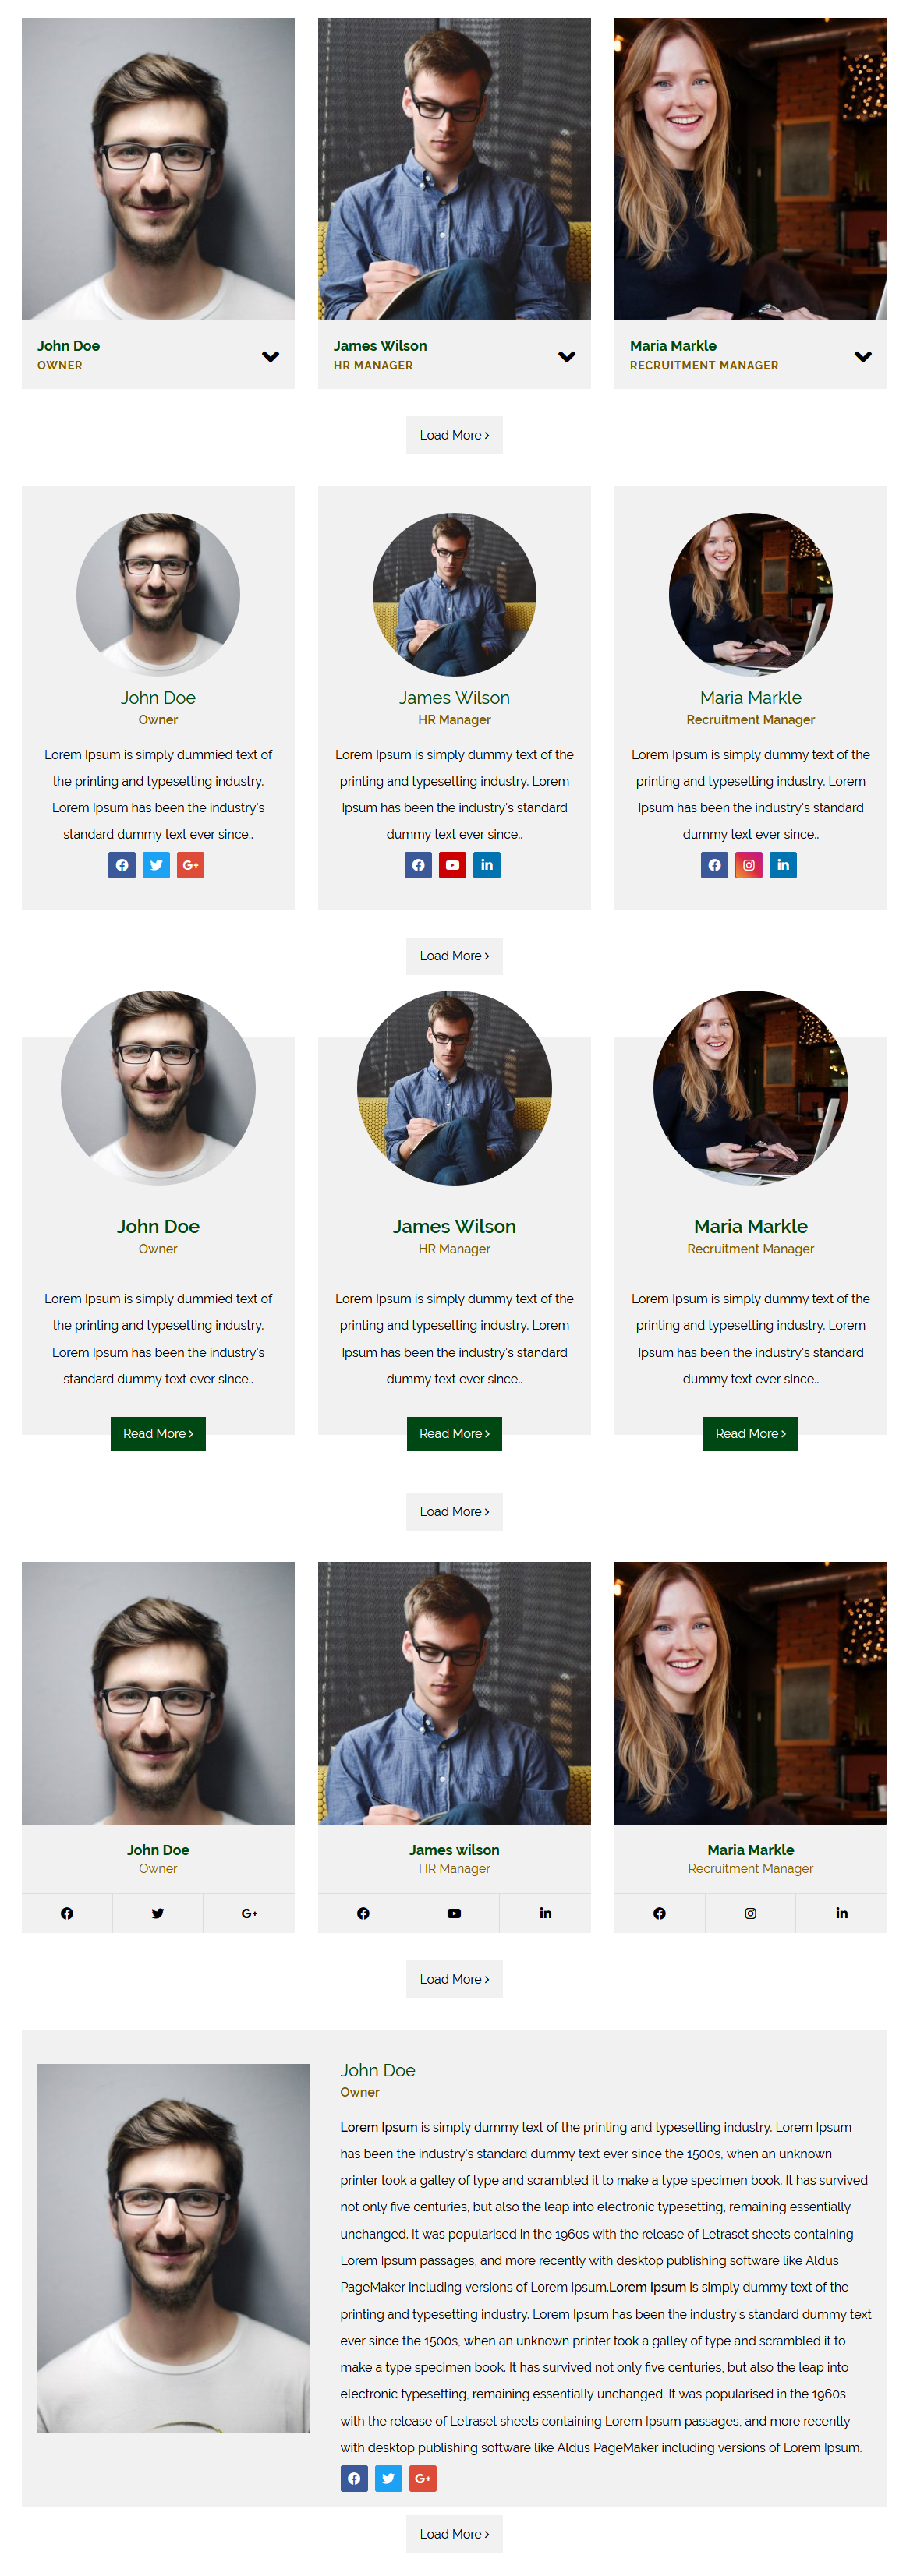 John Doe
OWNER
James Wilson
HR MANAGER
Maria Markle
RECRUITMENT MANAGER
Load More
John Doe
Owner
Lorem Ipsum is simply dummied text of
the printing and typesetting industry.
Lorem Ipsum has been the industry's
standard dummy text ever since..
G+
James Wilson
HR Manager
Lorem Ipsum is simply dummy text of the
printing and typesetting industry. Lorem
Ipsum has been the industry's standard
dummy text ever since..
in
Maria Markle
Recruitment Manager
Lorem Ipsum is simply dummy text of the
printing and typesetting industry. Lorem
Ipsum has been the industry's standard
dummy text ever since..
in
Load More
John Doe
Owner
Lorem Ipsum is simply dummied text of
the printing and typesetting industry.
Lorem Ipsum has been the industry's
standard dummy text ever since..
Read More
James Wilson
HR Manager
Lorem Ipsum is simply dummy text of the
printing and typesetting industry. Lorem
Ipsum has been the industry's standard
dummy text ever since..
Read More
Maria Markle
Recruitment Manager
Lorem Ipsum is simply dummy text of the
printing and typesetting industry. Lorem
Ipsum has been the industry's standard
dummy text ever since..
Read More
Load More
John Doe
Owner
G+
James wilson
HR Manager
in
Maria Markle
Recruitment Manager
in
Load More
John Doe
Owner
Lorem Ipsum is simply dummy text of the printing and typesetting industry. Lorem Ipsum
has been the industry's standard dummy text ever since the 1500s, when an unknown
printer took a galley of type and scrambled it to make a type specimen book. It has survived
not only five centuries, but also the leap into electronic typesetting, remaining essentially
unchanged. It was popularised in the 1960s with the release of Letraset sheets containing
Lorem Ipsum passages, and more recently with desktop publishing software like Aldus
PageMaker including versions of Lorem Ipsum.Lorem Ipsum is simply dummy text of the
printing and typesetting industry. Lorem Ipsum has been the industry's standard dummy text
ever since the 1500s, when an unknown printer took a galley of type and scrambled it to
make a type specimen book. It has survived not only five centuries, but also the leap into
electronic typesetting, remaining essentially unchanged. It was popularised in the 1960s
with the release of Letraset sheets containing Lorem Ipsum passages, and more recently
with desktop publishing software like Aldus PageMaker including versions of Lorem Ipsum.
G+
Load More